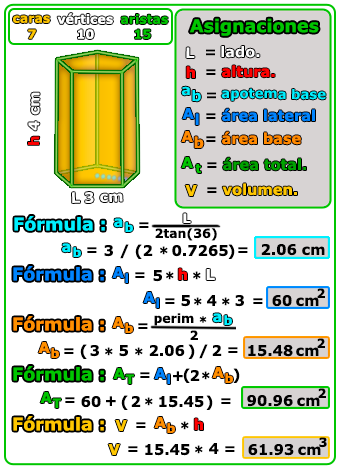 caras vértices aristas
7 10 15
Asignaciones
L = lado.
h = altura.
ab = apotema base
Al = área lateral
Ab = área base
At = área total.
V = volumen.
h 4 cm
L 3 cm
Fórmula : ab = L / 2tan(36)
ab = 3 / (2 * 0.7265) = 2.06 cm
Fórmula : Al = 5*h*L
Al = 5*4*3 = 60 cm²
Fórmula : Ab = perim * ab / 2
Ab = (3 * 5 * 2.06) / 2 = 15.48 cm²
Fórmula : AT = Al+(2*Ab)
AT = 60 + (2 * 15.45) = 90.96 cm²
Fórmula : V = Ab * h
V = 15.45 * 4 = 61.93 cm³